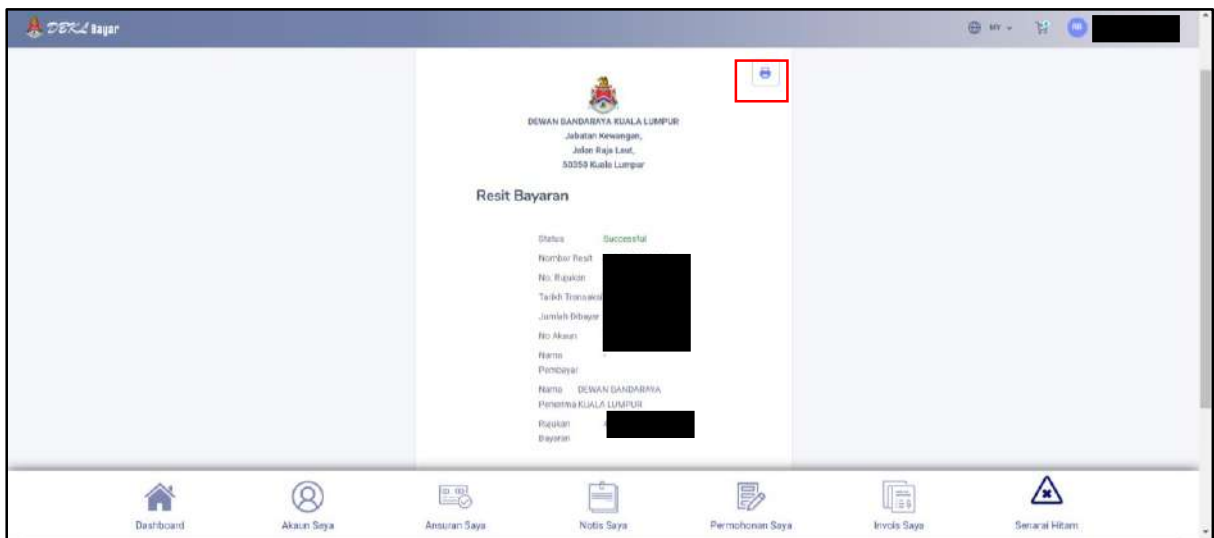 DBKL Bayar
MY
DEWAN BANDARAYA KUALA LUMPUR
Jabatan Kewangan,
Jalan Raja Laut,
50350 Kuala Lumpur
Resit Bayaran
Status Successful
Nombor Resit
No. Rujukan
Tarikh Transaksi
Jumlah Dibayar
No Akaun
Nama -
Pembayar
Nama DEWAN BANDARAYA
Penerima KUALA LUMPUR
Rujukan
Bayaran
Dashboard
Akaun Saya
Ansuran Saya
Notis Saya
Permohonan Saya
Invois Saya
Senarai Hitam